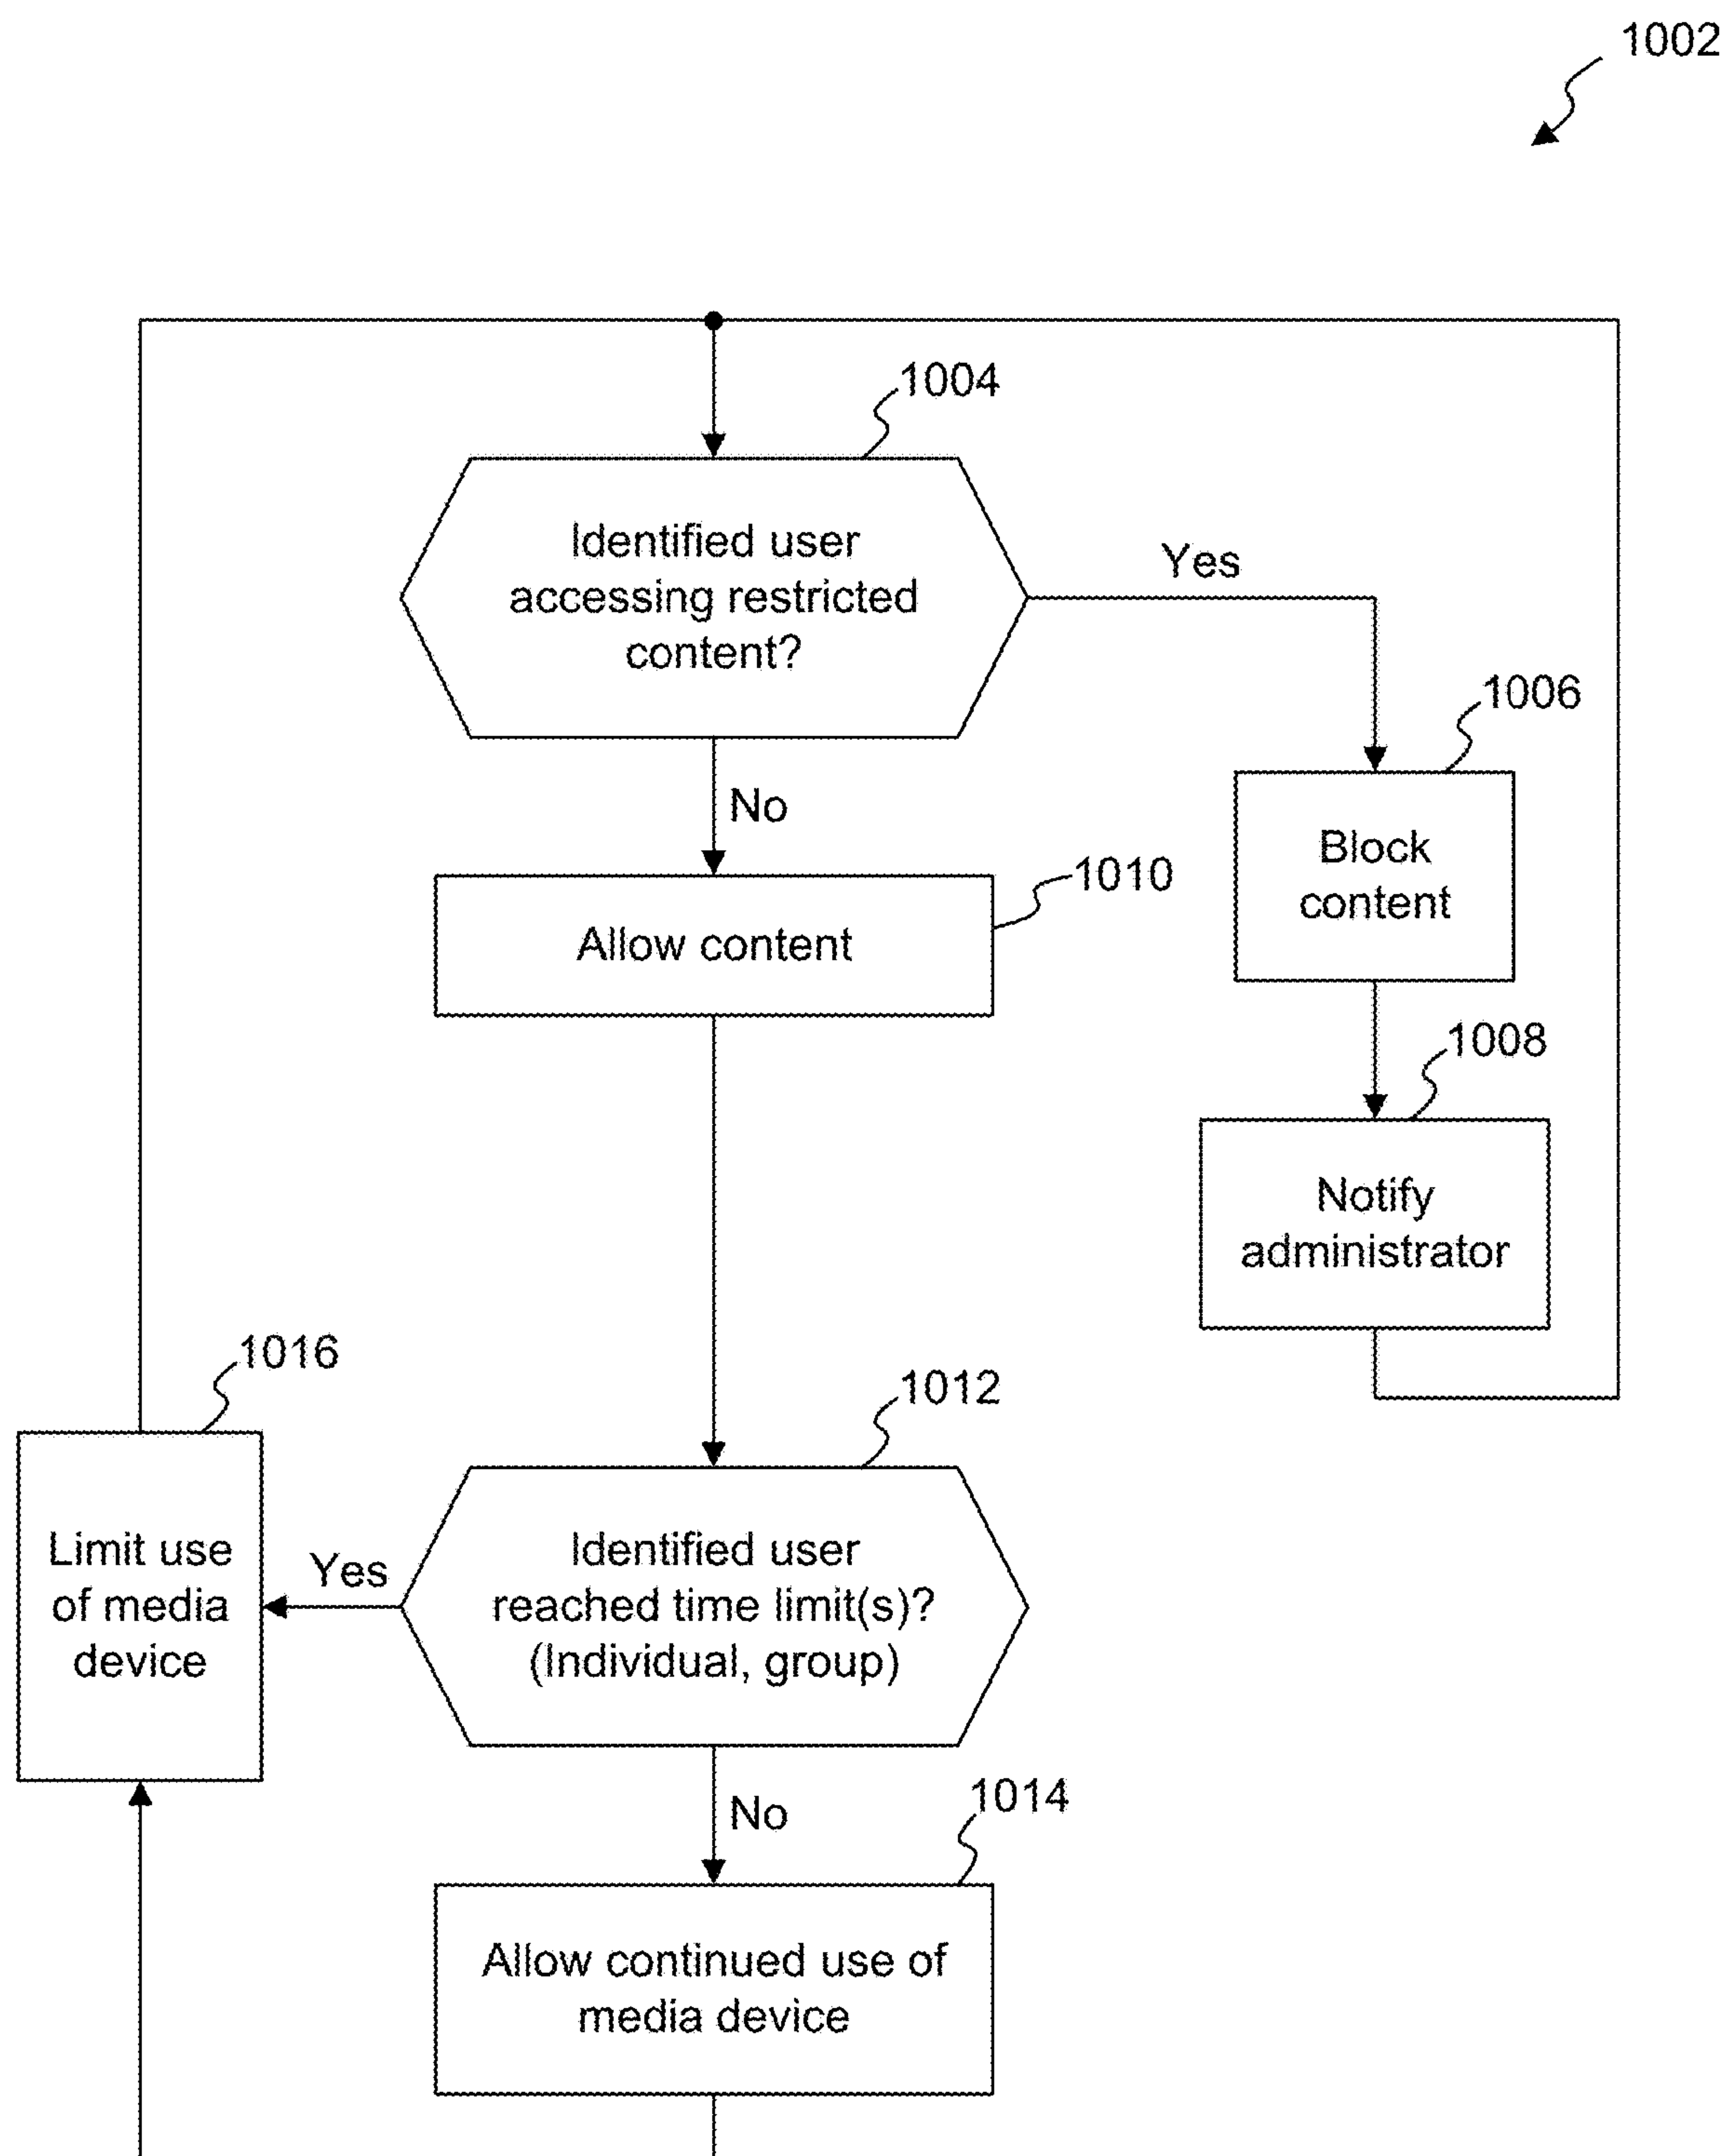 1002
1004
Identified user
accessing restricted
content?
Yes
1006
No
Block
content
1010
Allow content
1008
Notify
administrator
1016
1012
Limit use
of media
device
Yes
Identified user
reached time limit(s)?
(Individual, group)
No
1014
Allow continued use of
media device